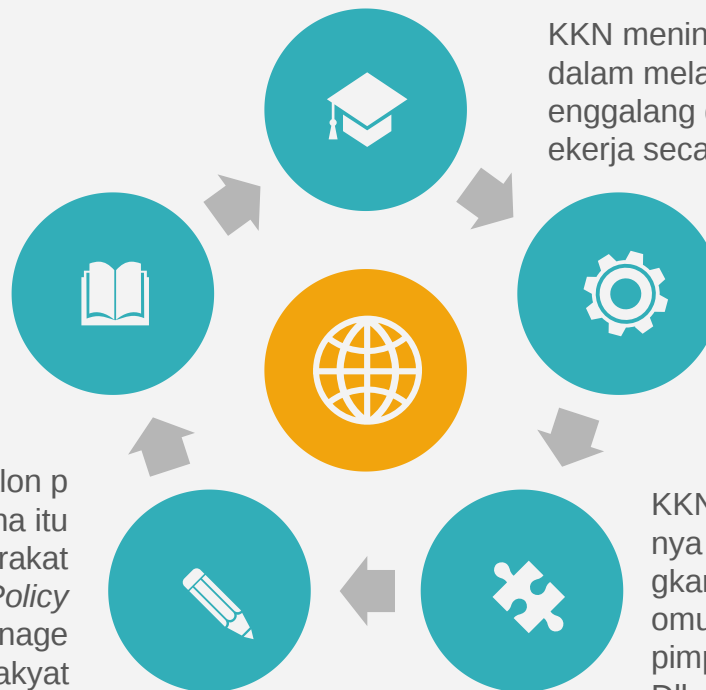 KKN menin
dalam mela
enggalang
ekerja seca
lon p
na itu
rakat
Policy
nage
akyat
KKN
nya
gkar
omu
pimp